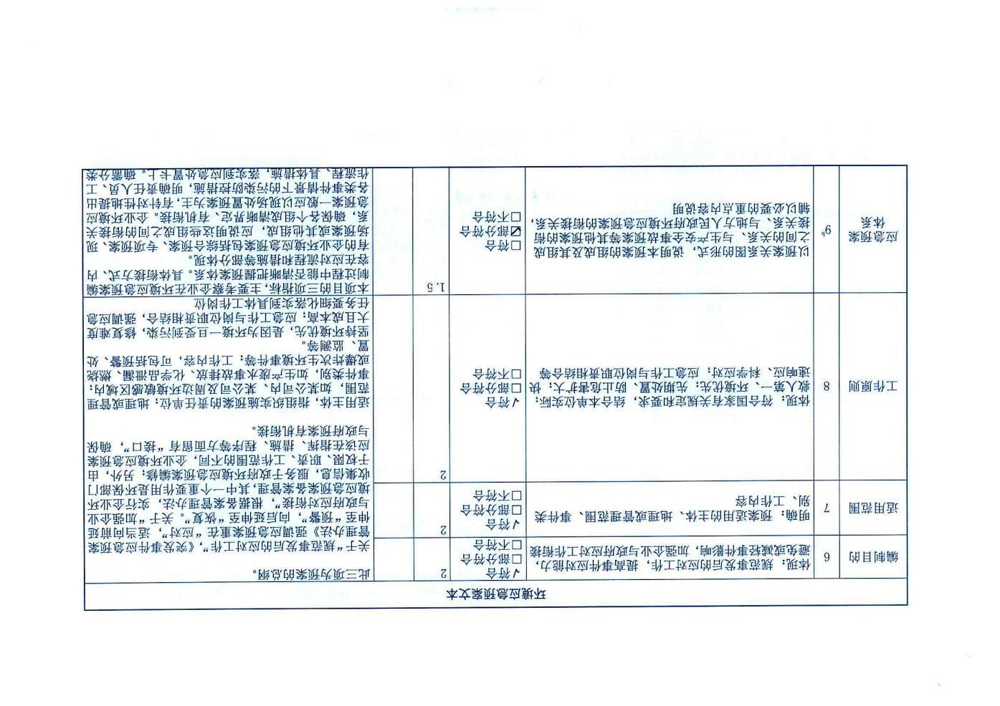 环境应急预案文本
编制目的
6
体现：规范事发后的应对工作，提高事件应对能力，
避免或减轻事件影响，加强企业与政府应对工作衔接
√符合
□部分符合
□不符合
2
此三项为预案的总纲。
关于“规范事发后的应对工作”，《突发事件应急预案
管理办法》强调应急预案重在“应对”，适当向前延
伸至“预警”，向后延伸至“恢复”。关于“加强企业
与政府应对衔接”，根据备案管理办法，实行企业环
境应急预案备案管理，其中一个重要作用是环保部门
收集信息，服务于政府环境应急预案编修；另外，由
于权限、职责、工作范围的不同，企业环境应急预案
应该在指挥、措施、程序等方面留有“接口”，确保
与政府预案有机衔接。
适用主体，指组织实施预案的责任单位；地理或管理
范围，如某公司内、某公司及周边环境敏感区域内；
事件类别，如生产废水事故排放、化学品泄漏、燃烧
或爆炸次生环境事件等；工作内容，可包括预警、处
置、监测等。
坚持环境优先，是因为环境一旦受到污染，修复难度
大且成本高；应急工作与岗位职责相结合，强调应急
任务要细化落实到具体工作岗位
适用范围
7
明确：预案适用的主体、地理或管理范围、事件类
别、工作内容
√符合
□部分符合
□不符合
2
工作原则
8
体现：符合国家有关规定和要求，结合本单位实际；
救人第一、环境优先；先期处置、防止危害扩大；快
速响应、科学应对；应急工作与岗位职责相结合等
√符合
□部分符合
□不符合
2
应急预案
体系
9ᵇ
以预案关系图的形式，说明本预案的组成及其组成
之间的关系、与生产安全事故预案等其他预案的衔
接关系、与地方人民政府环境应急预案的衔接关系，
辅以必要的重点内容说明
□符合
☑部分符合
□不符合
1.5
本项目的三项指标，主要考察企业在环境应急预案编
制过程中能否清晰把握预案体系。具体衔接方式、内
容在应对流程和措施等部分体现。
有的企业环境应急预案包括综合预案、专项预案、现
场预案或其他组成，应说明这些组成之间的衔接关
系，确保各个组成清晰界定、有机衔接。企业环境应
急预案一般应以现场处置预案为主，有针对性地提出
各类事件情景下的污染防控措施，明确责任人员、工
作流程、具体措施，落实到应急处置卡上。确需分类